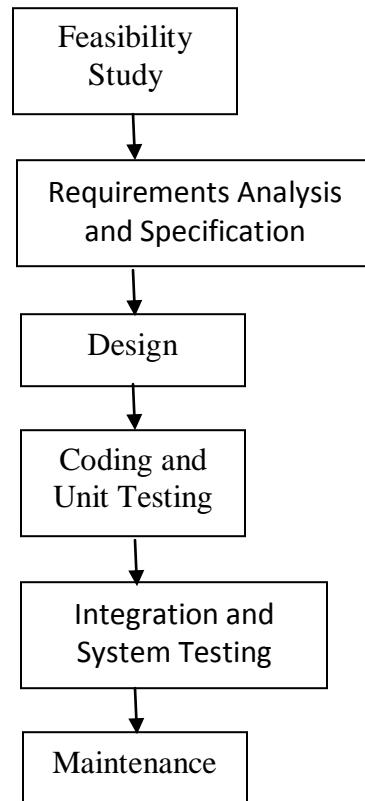 Feasibility
Study
Requirements Analysis
and Specification
Design
Coding and
Unit Testing
Integration and
System Testing
Maintenance